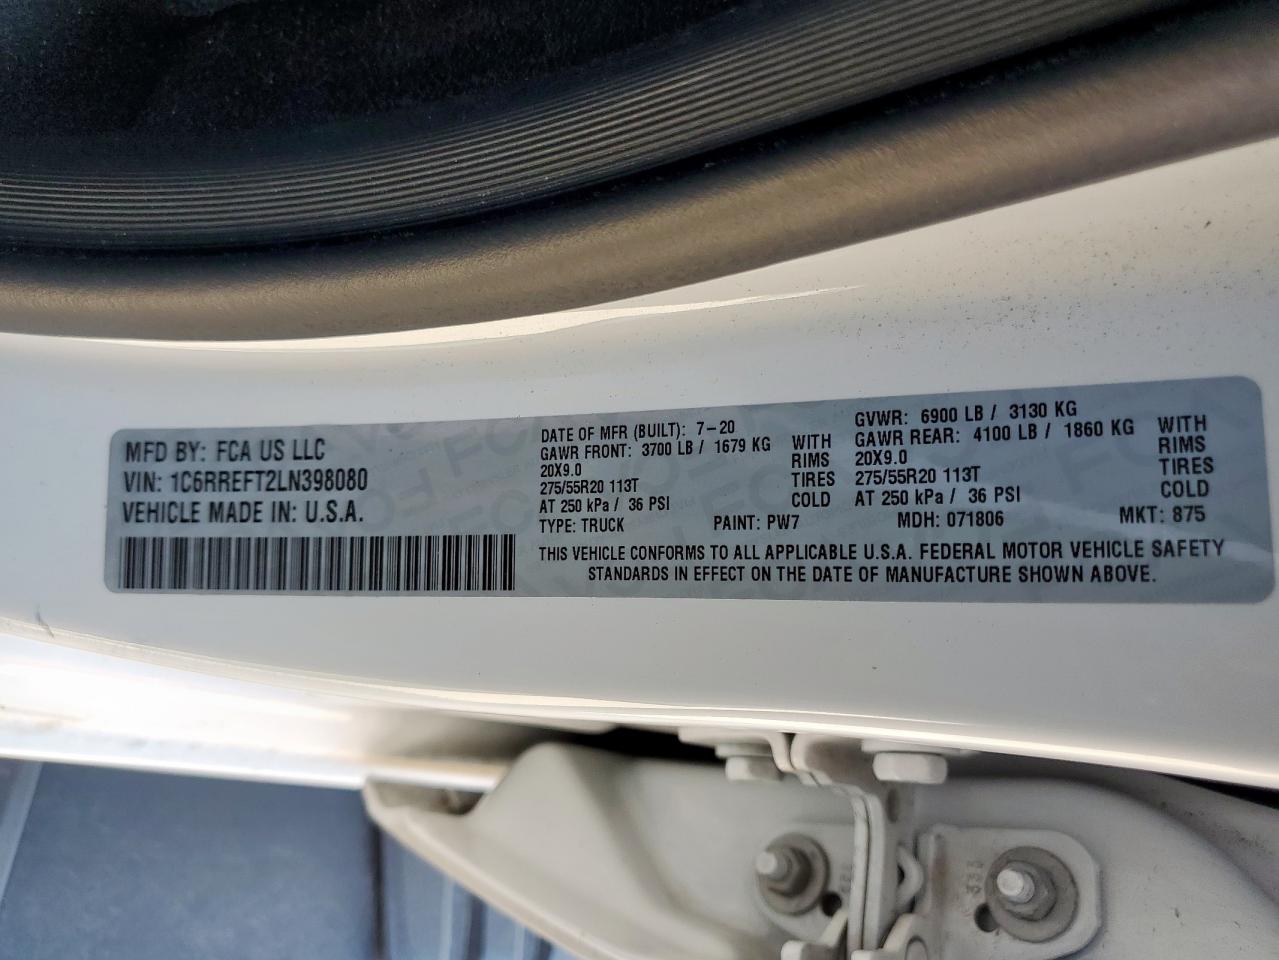 MFD BY: FCA US LLC
VIN: 1C6RREFT2LN398080
VEHICLE MADE IN: U.S.A.
DATE OF MFR (BUILT): 7-20
GAWR FRONT: 3700 LB / 1679 KG WITH
20X9.0 RIMS
275/55R20 113T TIRES
AT 250 kPa / 36 PSI COLD
GVWR: 6900 LB / 3130 KG
GAWR REAR: 4100 LB / 1860 KG WITH
20X9.0 RIMS
275/55R20 113T TIRES
AT 250 kPa / 36 PSI COLD
TYPE: TRUCK PAINT: PW7 MDH: 071806 MKT: 875
THIS VEHICLE CONFORMS TO ALL APPLICABLE U.S.A. FEDERAL MOTOR VEHICLE SAFETY
STANDARDS IN EFFECT ON THE DATE OF MANUFACTURE SHOWN ABOVE.